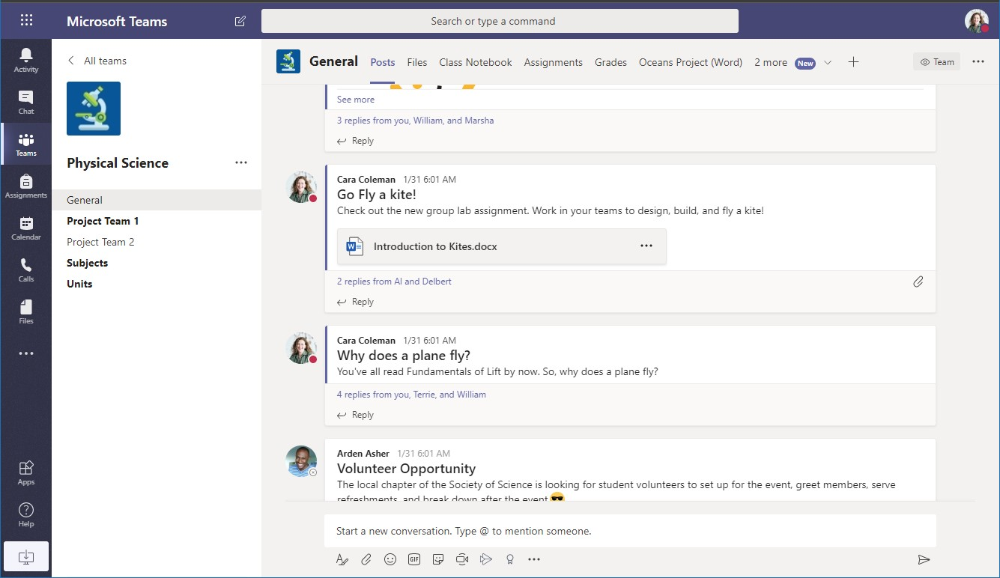 Microsoft Teams
Search or type a command
Activity
Chat
Teams
Assignments
Calendar
Calls
Files
Apps
Help
All teams
Physical Science
General
Project Team 1
Project Team 2
Subjects
Units
General Posts Files Class Notebook Assignments Grades Oceans Project (Word) 2 more New Team
See more
3 replies from you, William, and Marsha
Reply
Cara Coleman 1/31 6:01 AM
Go Fly a kite!
Check out the new group lab assignment. Work in your teams to design, build, and fly a kite!
W Introduction to Kites.docx
2 replies from Al and Delbert
Reply
Cara Coleman 1/31 6:01 AM
Why does a plane fly?
You've all read Fundamentals of Lift by now. So, why does a plane fly?
4 replies from you, Terrie, and William
Reply
Arden Asher 1/31 6:01 AM
Volunteer Opportunity
The local chapter of the Society of Science is looking for student volunteers to set up for the event, greet members, serve
refreshments, and break down after the event
Start a new conversation. Type @ to mention someone.
GIF